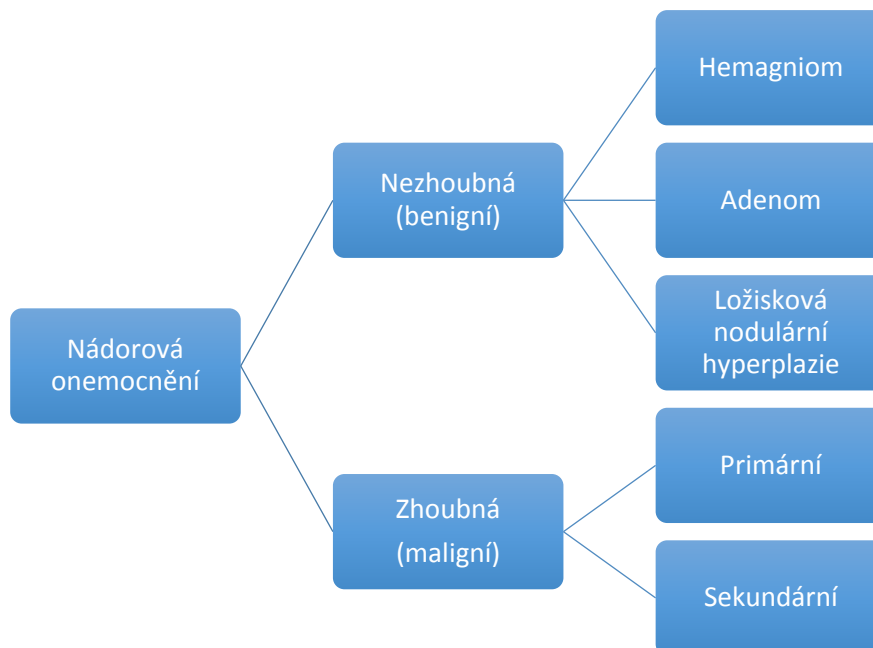 Nádorová
onemocnění
Nezhoubná
(benigní)
Hemagniom
Adenom
Ložisková
nodulární
hyperplazie
Zhoubná
(maligní)
Primární
Sekundární